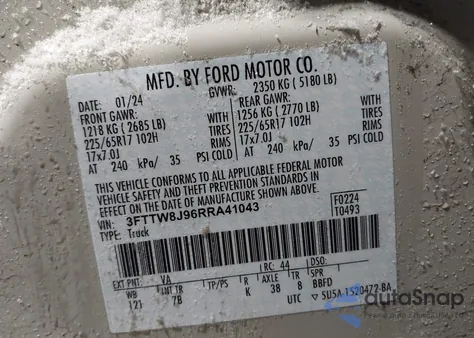 MFD. BY FORD MOTOR CO.
DATE: 01/24 GVWR: 2350 KG ( 5180 LB)
FRONT GAWR: REAR GAWR:
1218 KG ( 2685 LB) WITH 1256 KG ( 2770 LB) WITH
225/65R17 102H TIRES 225/65R17 102H TIRES
17x7.0J RIMS 17x7.0J RIMS
AT 240 kPa/ 35 PSI COLD AT 240 kPa/ 35 PSI COLD
THIS VEHICLE CONFORMS TO ALL APPLICABLE FEDERAL MOTOR
VEHICLE SAFETY AND THEFT PREVENTION STANDARDS IN
EFFECT ON THE DATE OF MANUFACTURE SHOWN ABOVE.
VIN: 3FTTW8J96RRA41043 F0224
TYPE: Truck T0493
EXT PNT: VA RC: 44 DSO:
WB INT TR TP/PS R AXLE TR SPR
121 7B K 38 8 BBFD
UTC 5U5A-1520472-BA
autoSnap